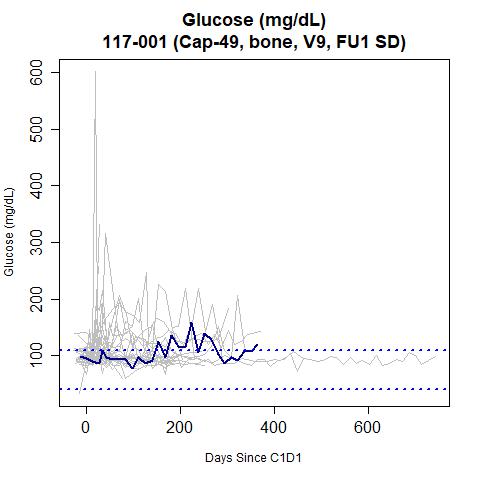 Glucose (mg/dL)
117-001 (Cap-49, bone, V9, FU1 SD)
Glucose (mg/dL)
600
500
400
300
200
100
0
200
400
600
Days Since C1D1